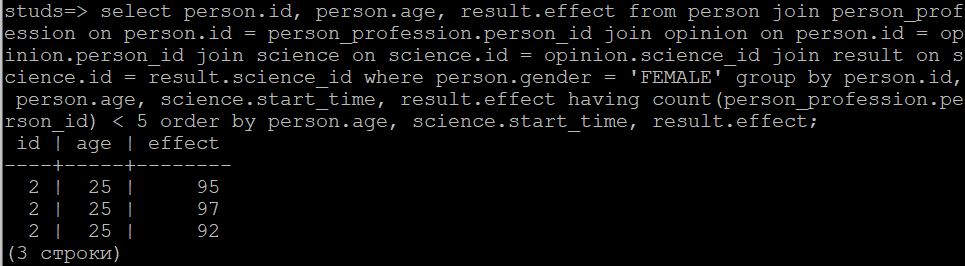 studs=> select person.id, person.age, result.effect from person join person_prof
ession on person.id = person_profession.person_id join opinion on person.id = op
inion.person_id join science on science.id = opinion.science_id join result on s
cience.id = result.science_id where person.gender = 'FEMALE' group by person.id,
 person.age, science.start_time, result.effect having count(person_profession.pe
rson_id) < 5 order by person.age, science.start_time, result.effect;
 id | age | effect
----+-----+--------
  2 |  25 |     95
  2 |  25 |     97
  2 |  25 |     92
(3 строки)